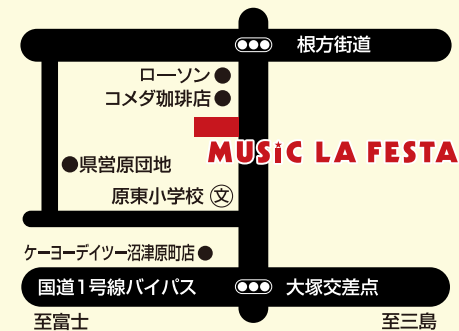 根方街道
ローソン
コメダ珈琲店
MUSiC LA FESTA
県営原団地
原東小学校 文
ケーヨーデイツー沼津原町店
国道1号線バイパス 大塚交差点
至富士 至三島